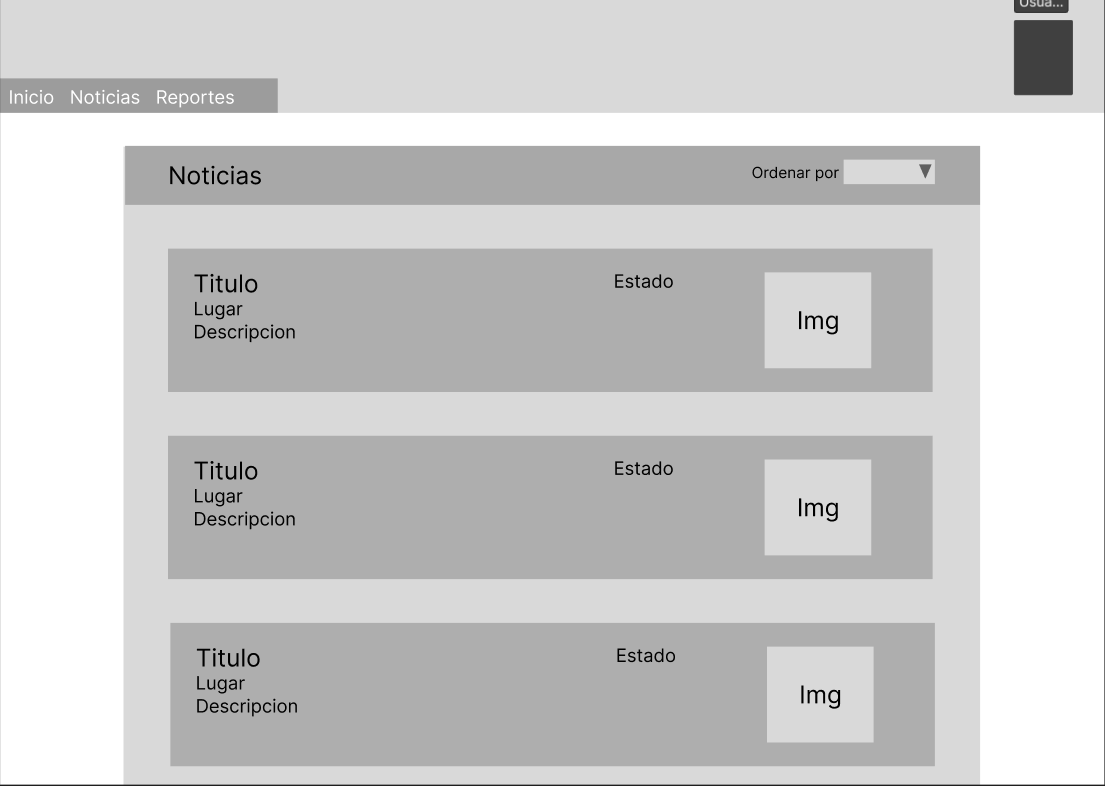 Usua...
Inicio Noticias Reportes
Noticias
Ordenar por
Titulo
Lugar
Descripcion
Estado
Img
Titulo
Lugar
Descripcion
Estado
Img
Titulo
Lugar
Descripcion
Estado
Img